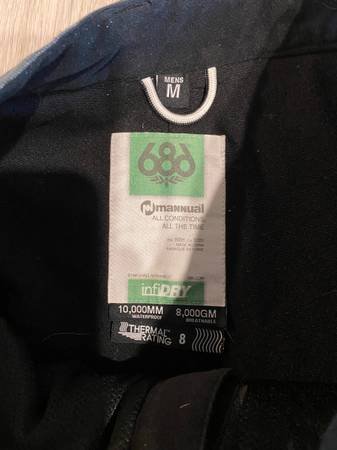 MENS
M
686
mannual
ALL CONDITIONS
ALL THE TIME
infiDRY
10,000MM 8,000GM
WATERPROOF BREATHABLE
THERMAL
RATING 8